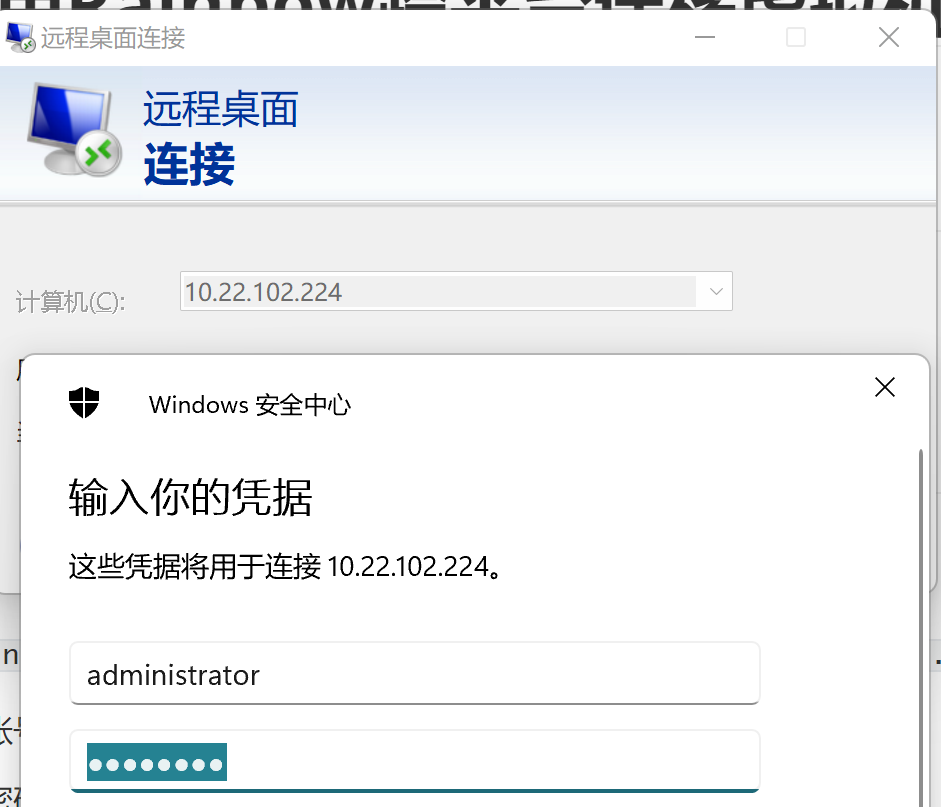 远程桌面连接
远程桌面
连接
计算机(C):
10.22.102.224
Windows 安全中心
输入你的凭据
这些凭据将用于连接 10.22.102.224。
administrator